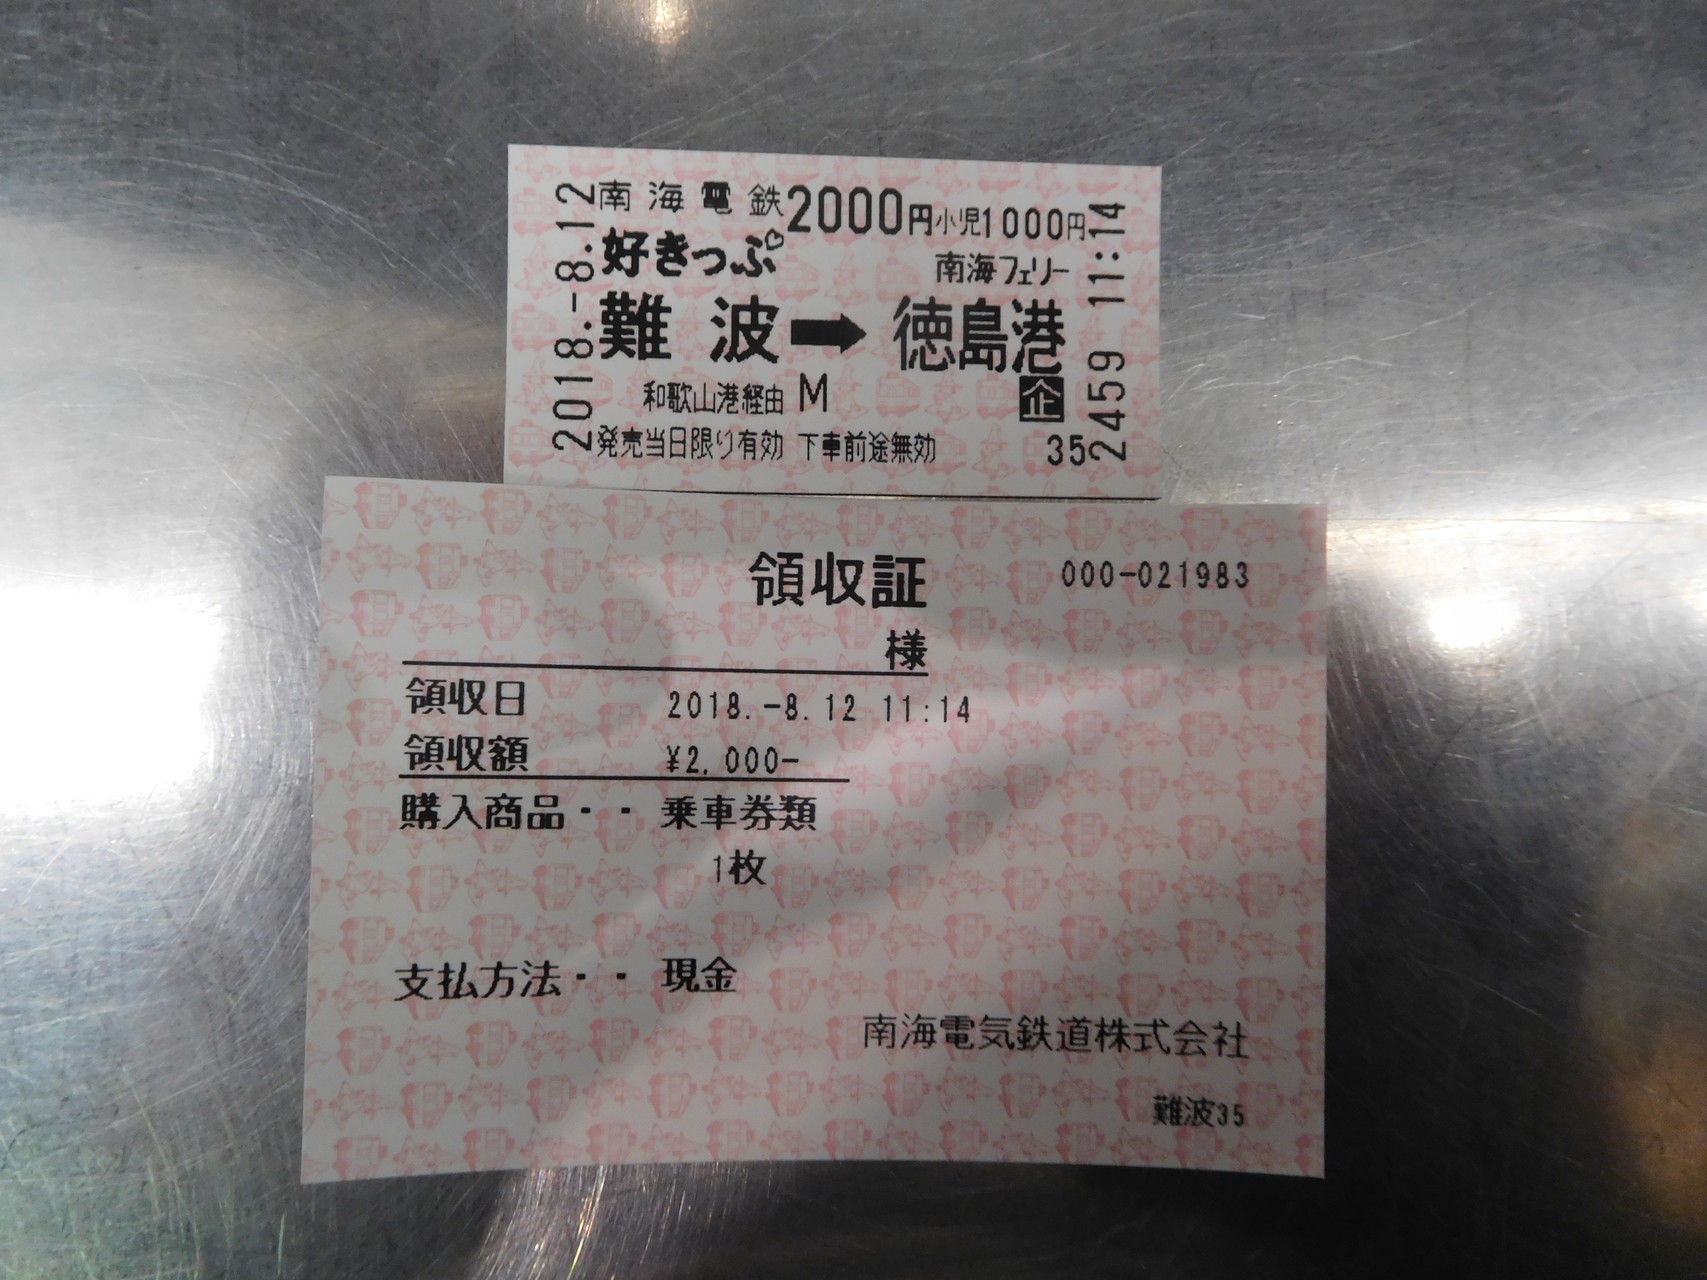 2018.-8.12
南海電鉄 2000円 小児1000円
好きっぷ 南海フェリー
難波➡徳島港
和歌山港経由 M 企
発売当日限り有効 下車前途無効 35
2459 11:14
領収証 000-021983
様
領収日 2018.-8.12 11:14
領収額 ¥2,000-
購入商品・・ 乗車券類
1枚
支払方法・・ 現金
南海電気鉄道株式会社
難波35